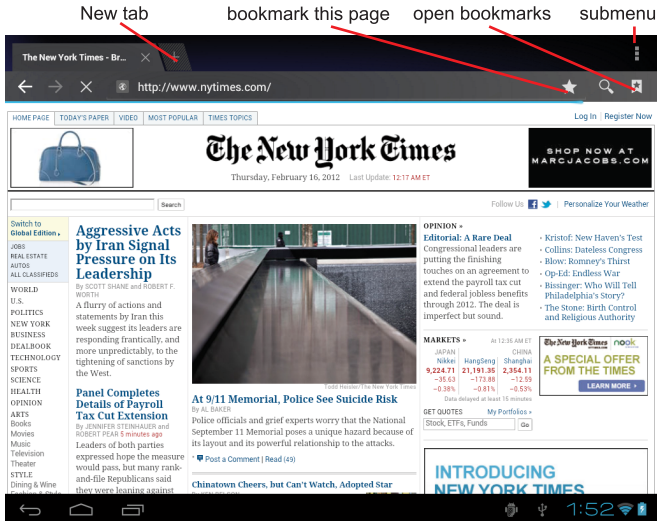 New tab
bookmark this page
open bookmarks
submenu
The New York Times - Br...
http://www.nytimes.com/
HOME PAGE
TODAY'S PAPER
VIDEO
MOST POPULAR
TIMES TOPICS
Log In
Register Now
The New York Times
Thursday, February 16, 2012 Last Update: 12:17 AM ET
SHOP NOW AT
MARCJACOBS.COM
Search
Follow Us
Personalize Your Weather
Switch to
Global Edition
JOBS
REAL ESTATE
AUTOS
ALL CLASSIFIEDS
WORLD
U.S.
POLITICS
NEW YORK
BUSINESS
DEALBOOK
TECHNOLOGY
SPORTS
SCIENCE
HEALTH
OPINION
ARTS
Books
Movies
Music
Television
Theater
STYLE
Dining & Wine
Fashion & Style
Aggressive Acts
by Iran Signal
Pressure on Its
Leadership
By SCOTT SHANE and ROBERT F.
WORTH
A flurry of actions and
statements by Iran this
week suggest its leaders are
responding frantically, and
more unpredictably, to the
tightening of sanctions by
the West.
Panel Completes
Details of Payroll
Tax Cut Extension
By JENNIFER STEINHAUER and
ROBERT PEAR 5 minutes ago
Leaders of both parties
expressed hope the measure
would pass, but many rank-
and-file Republicans said
they were leaning against
Todd Heisler/The New York Times
At 9/11 Memorial, Police See Suicide Risk
By AL BAKER
Police officials and grief experts worry that the National
September 11 Memorial poses a unique hazard because of
its layout and its powerful relationship to the attacks.
Post a Comment | Read (49)
Chinatown Cheers, but Can't Watch, Adopted Star
OPINION »
Editorial: A Rare Deal
Congressional leaders are
putting the finishing
touches on an agreement to
extend the payroll tax cut
and federal jobless benefits
through 2012. The deal is
imperfect but sound.
• Kristof: New Haven's Test
• Collins: Dateless Congress
• Blow: Romney's Thirst
• Op-Ed: Endless War
• Bissinger: Who Will Tell
Philadelphia's Story?
• The Stone: Birth Control
and Religious Authority
MARKETS »
At 12:35 AM ET
JAPAN CHINA
Nikkei HangSeng Shanghai
9,224.71 21,191.35 2,354.11
−35.63 −173.88 −12.59
−0.38% −0.81% −0.53%
Data delayed at least 15 minutes
GET QUOTES My Portfolios »
Stock, ETFs, Funds Go
The New York Times nook
A SPECIAL OFFER
FROM THE TIMES
LEARN MORE
INTRODUCING
NEW YORK TIMES
1:52